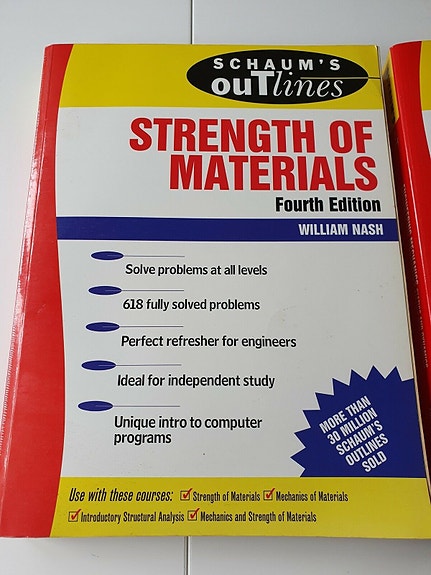 SCHAUM'S
ouTlines
STRENGTH OF
MATERIALS
Fourth Edition
WILLIAM NASH
Solve problems at all levels
618 fully solved problems
Perfect refresher for engineers
Ideal for independent study
Unique intro to computer
programs
MORE THAN
30 MILLION
SCHAUM'S
OUTLINES
SOLD
Use with these courses: Strength of Materials Mechanics of Materials
Introductory Structural Analysis Mechanics and Strength of Materials